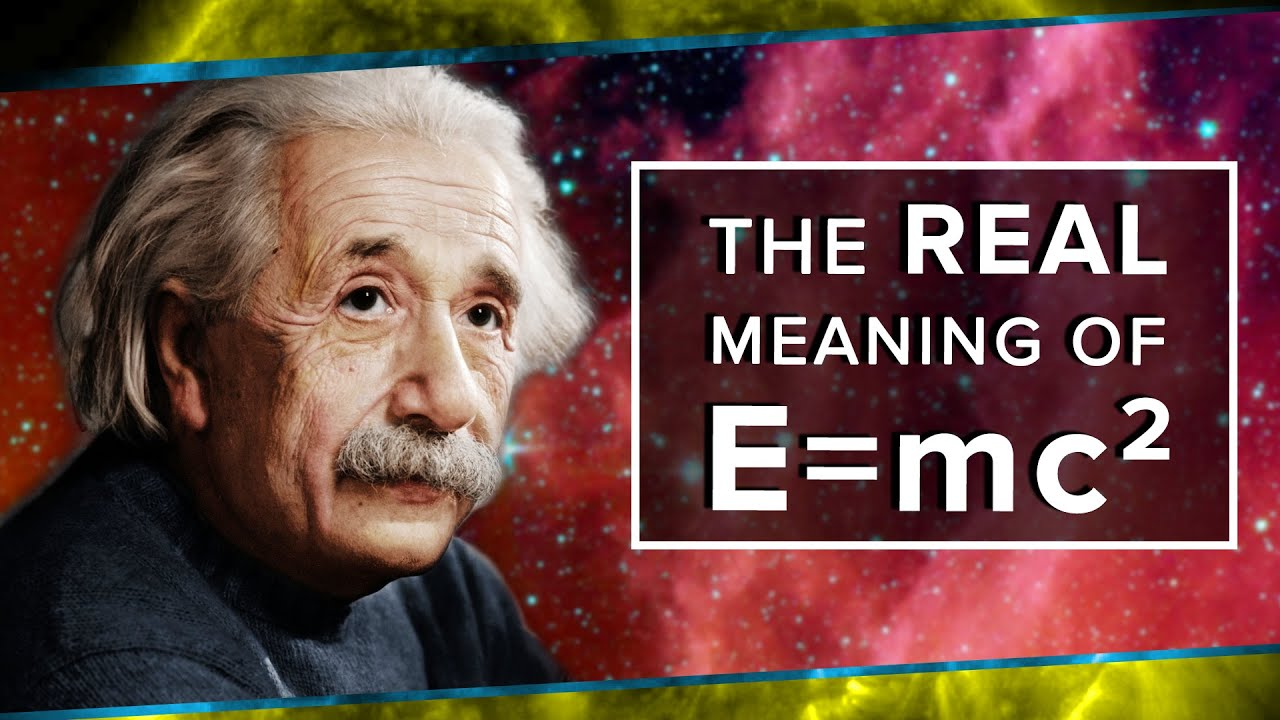 THE REAL
MEANING OF
E=mc²